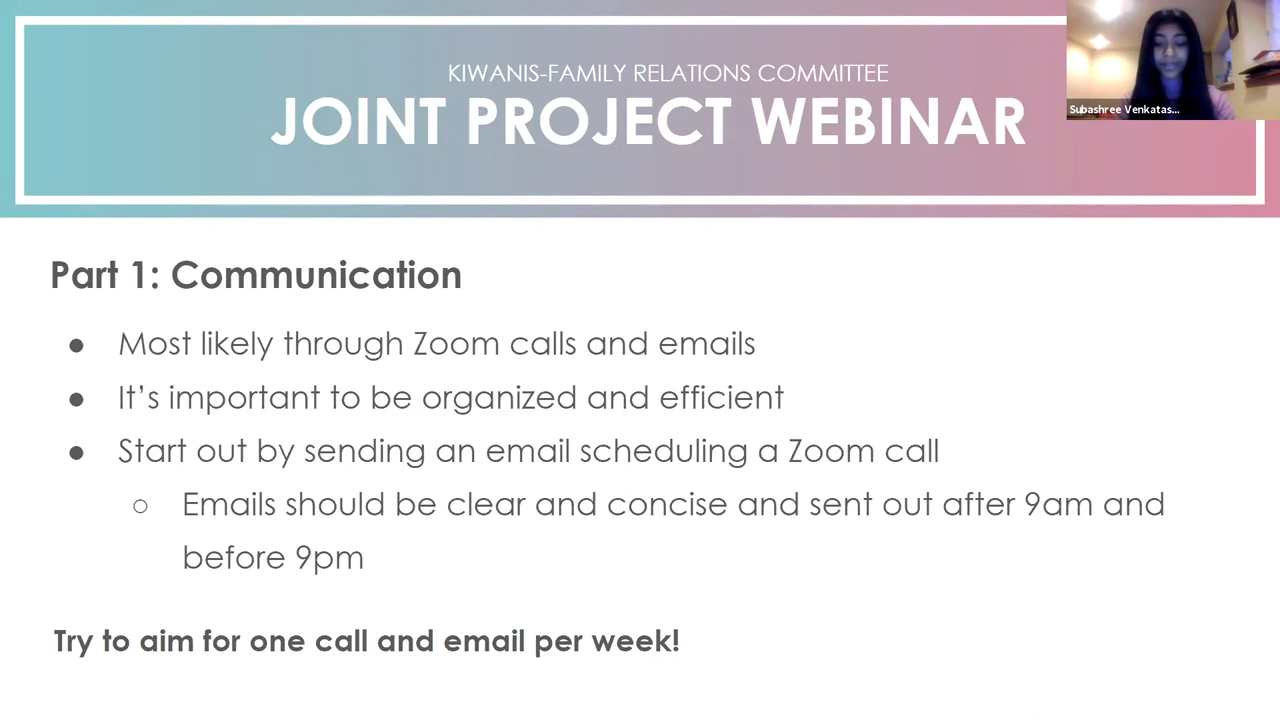 KIWANIS-FAMILY RELATIONS COMMITTEE
JOINT PROJECT WEBINAR
Subashree Venkatas...
Part 1: Communication
● Most likely through Zoom calls and emails
● It’s important to be organized and efficient
● Start out by sending an email scheduling a Zoom call
○ Emails should be clear and concise and sent out after 9am and
before 9pm
Try to aim for one call and email per week!